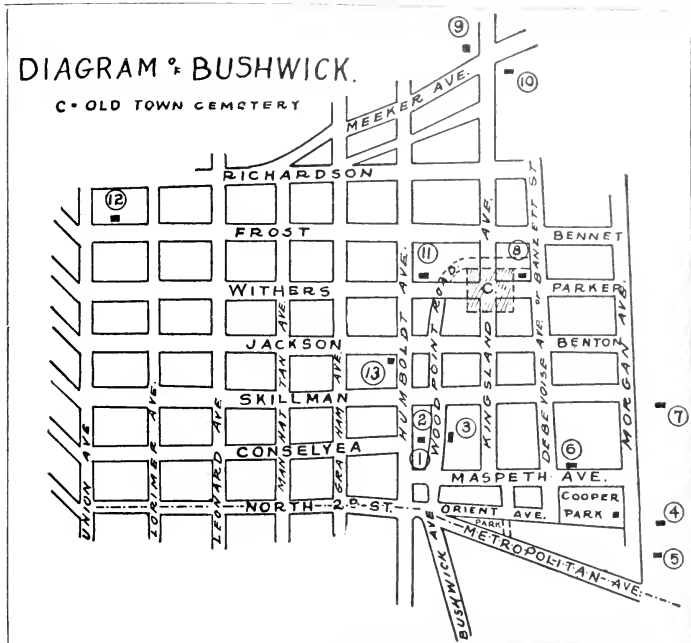 DIAGRAM OF BUSHWICK.
C = OLD TOWN CEMETERY
9
10
MEEKER AVE.
RICHARDSON
12
FROST
BENNET
11
8
WITHERS
C
PARKER
JACKSON
BENTON
13
SKILLMAN
7
2
3
CONSELYEA
1
6
MASPETH AVE.
COOPER
PARK
ORIENT AVE.
PARK
4
NORTH 2D ST.
METROPOLITAN AVE.
5
UNION AVE
LORIMER AVE.
LEONARD AVE
MANHATTAN AVE.
GRAHAM AVE.
HUMBOLDT AVE.
WOOD POINT ROAD
KINGSLAND AVE.
DEBEVOISE AVE. OR BANZETT ST
MORGAN AVE.
BUSHWICK AVE